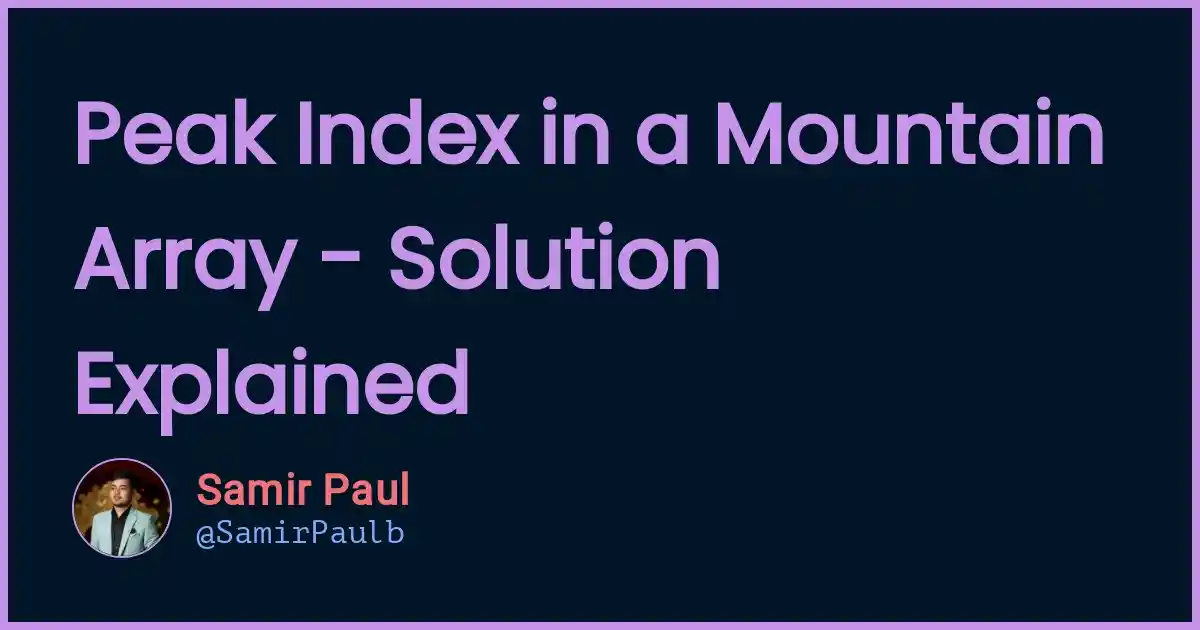 Peak Index in a Mountain
Array - Solution
Explained
Samir Paul
@SamirPaulb